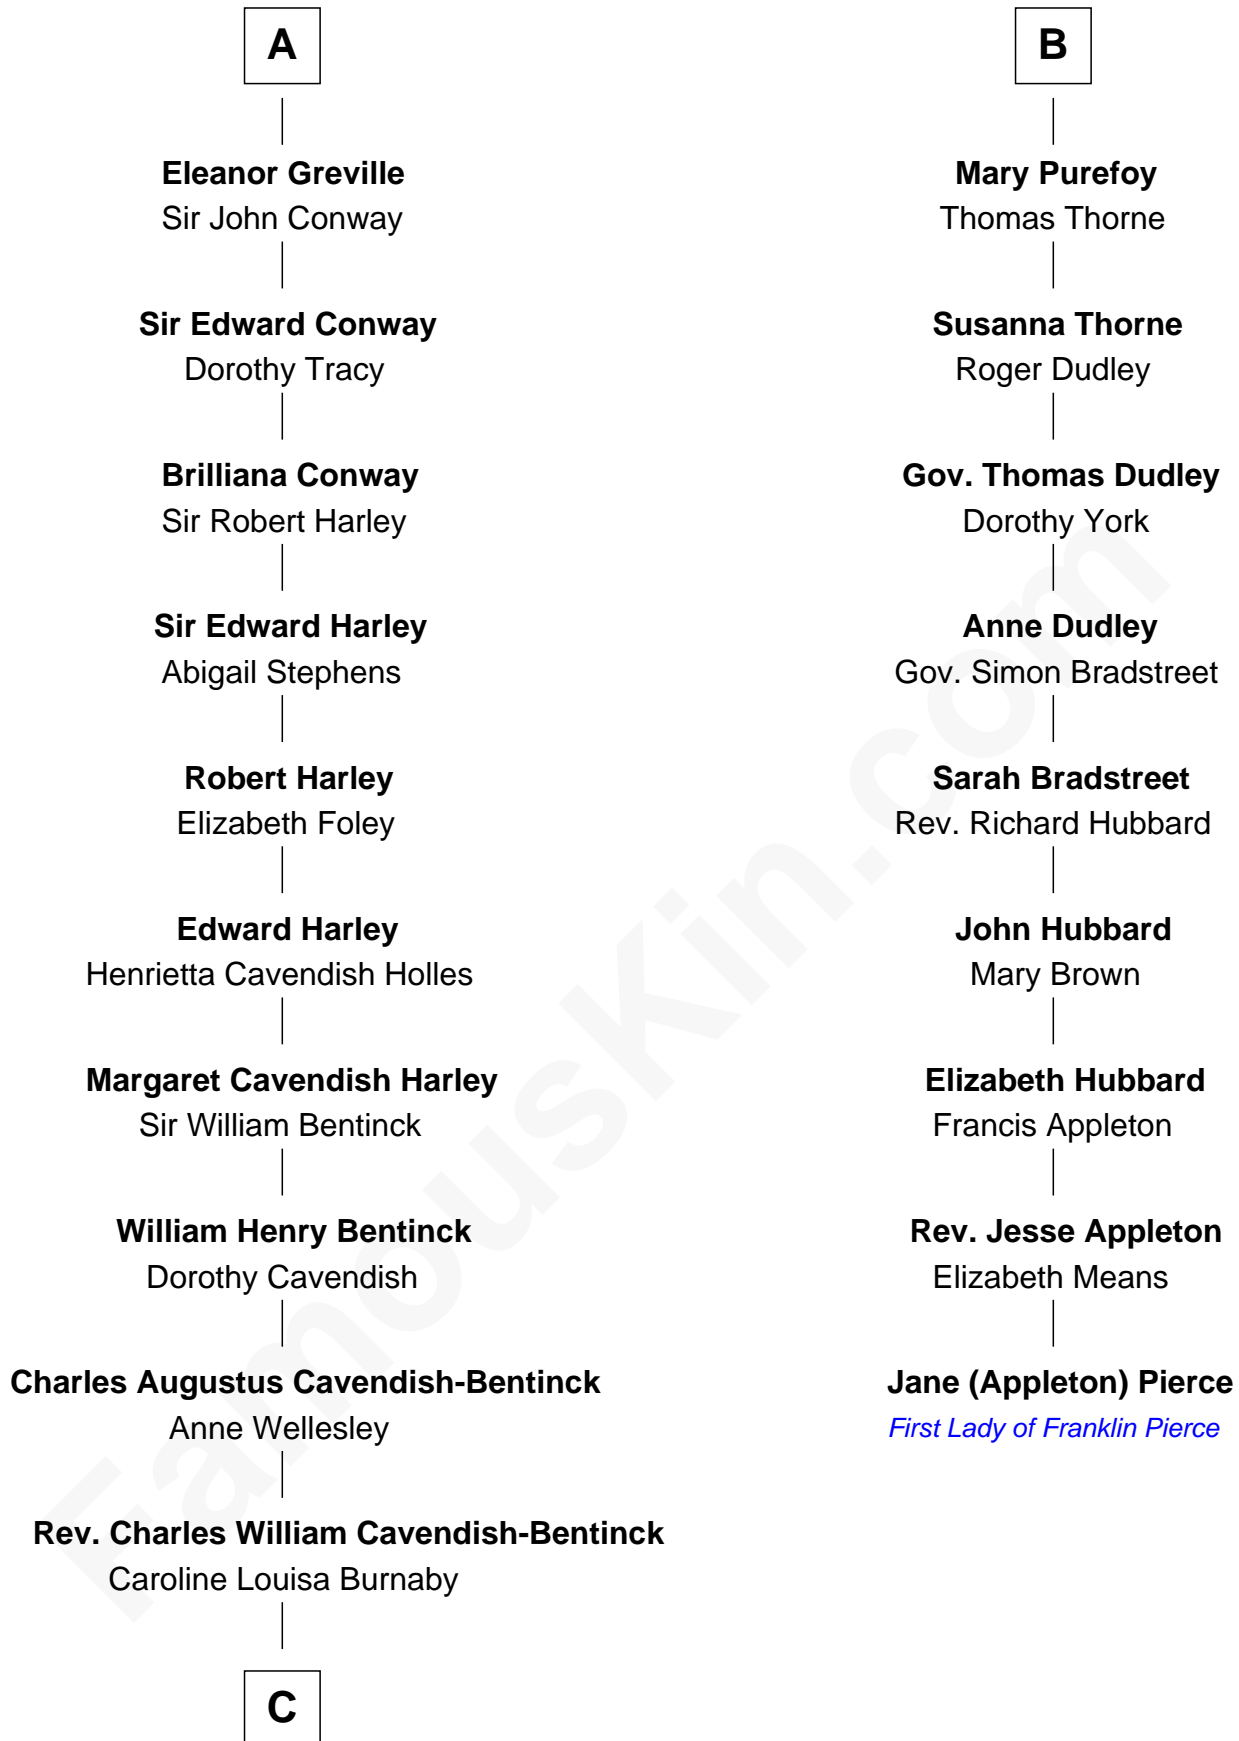 A
Eleanor Greville
Sir John Conway
Sir Edward Conway
Dorothy Tracy
Brilliana Conway
Sir Robert Harley
Sir Edward Harley
Abigail Stephens
Robert Harley
Elizabeth Foley
Edward Harley
Henrietta Cavendish Holles
Margaret Cavendish Harley
Sir William Bentinck
William Henry Bentinck
Dorothy Cavendish
Charles Augustus Cavendish-Bentinck
Anne Wellesley
Rev. Charles William Cavendish-Bentinck
Caroline Louisa Burnaby
C
B
Mary Purefoy
Thomas Thorne
Susanna Thorne
Roger Dudley
Gov. Thomas Dudley
Dorothy York
Anne Dudley
Gov. Simon Bradstreet
Sarah Bradstreet
Rev. Richard Hubbard
John Hubbard
Mary Brown
Elizabeth Hubbard
Francis Appleton
Rev. Jesse Appleton
Elizabeth Means
Jane (Appleton) Pierce
First Lady of Franklin Pierce
FamousKin.com